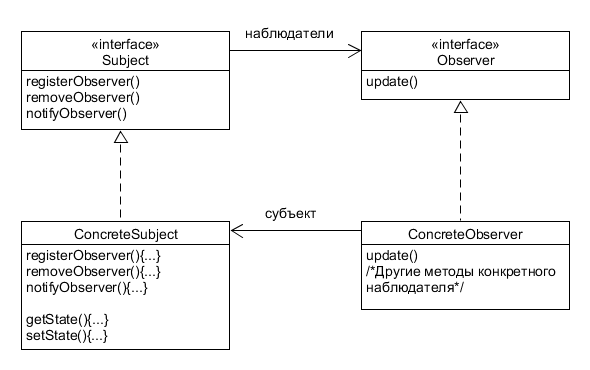 «interface»
Subject
registerObserver()
removeObserver()
notifyObserver()
наблюдатели
«interface»
Observer
update()
ConcreteSubject
registerObserver(){...}
removeObserver(){...}
notifyObserver(){...}
getState(){...}
setState(){...}
субъект
ConcreteObserver
update()
/*Другие методы конкретного
наблюдателя*/